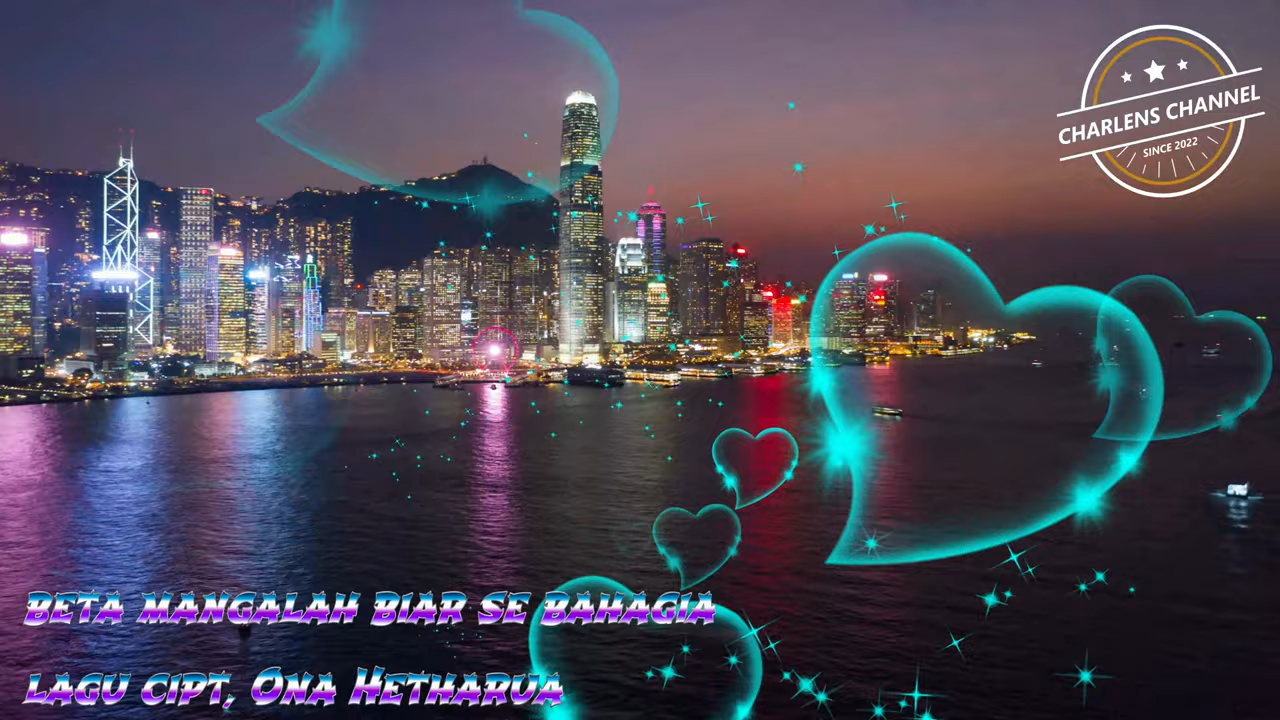 CHARLENS CHANNEL
SINCE 2022
BETA MANGALAH BIAR SE BAHAGIA
LAGU CIPT, ONA HETHARUA